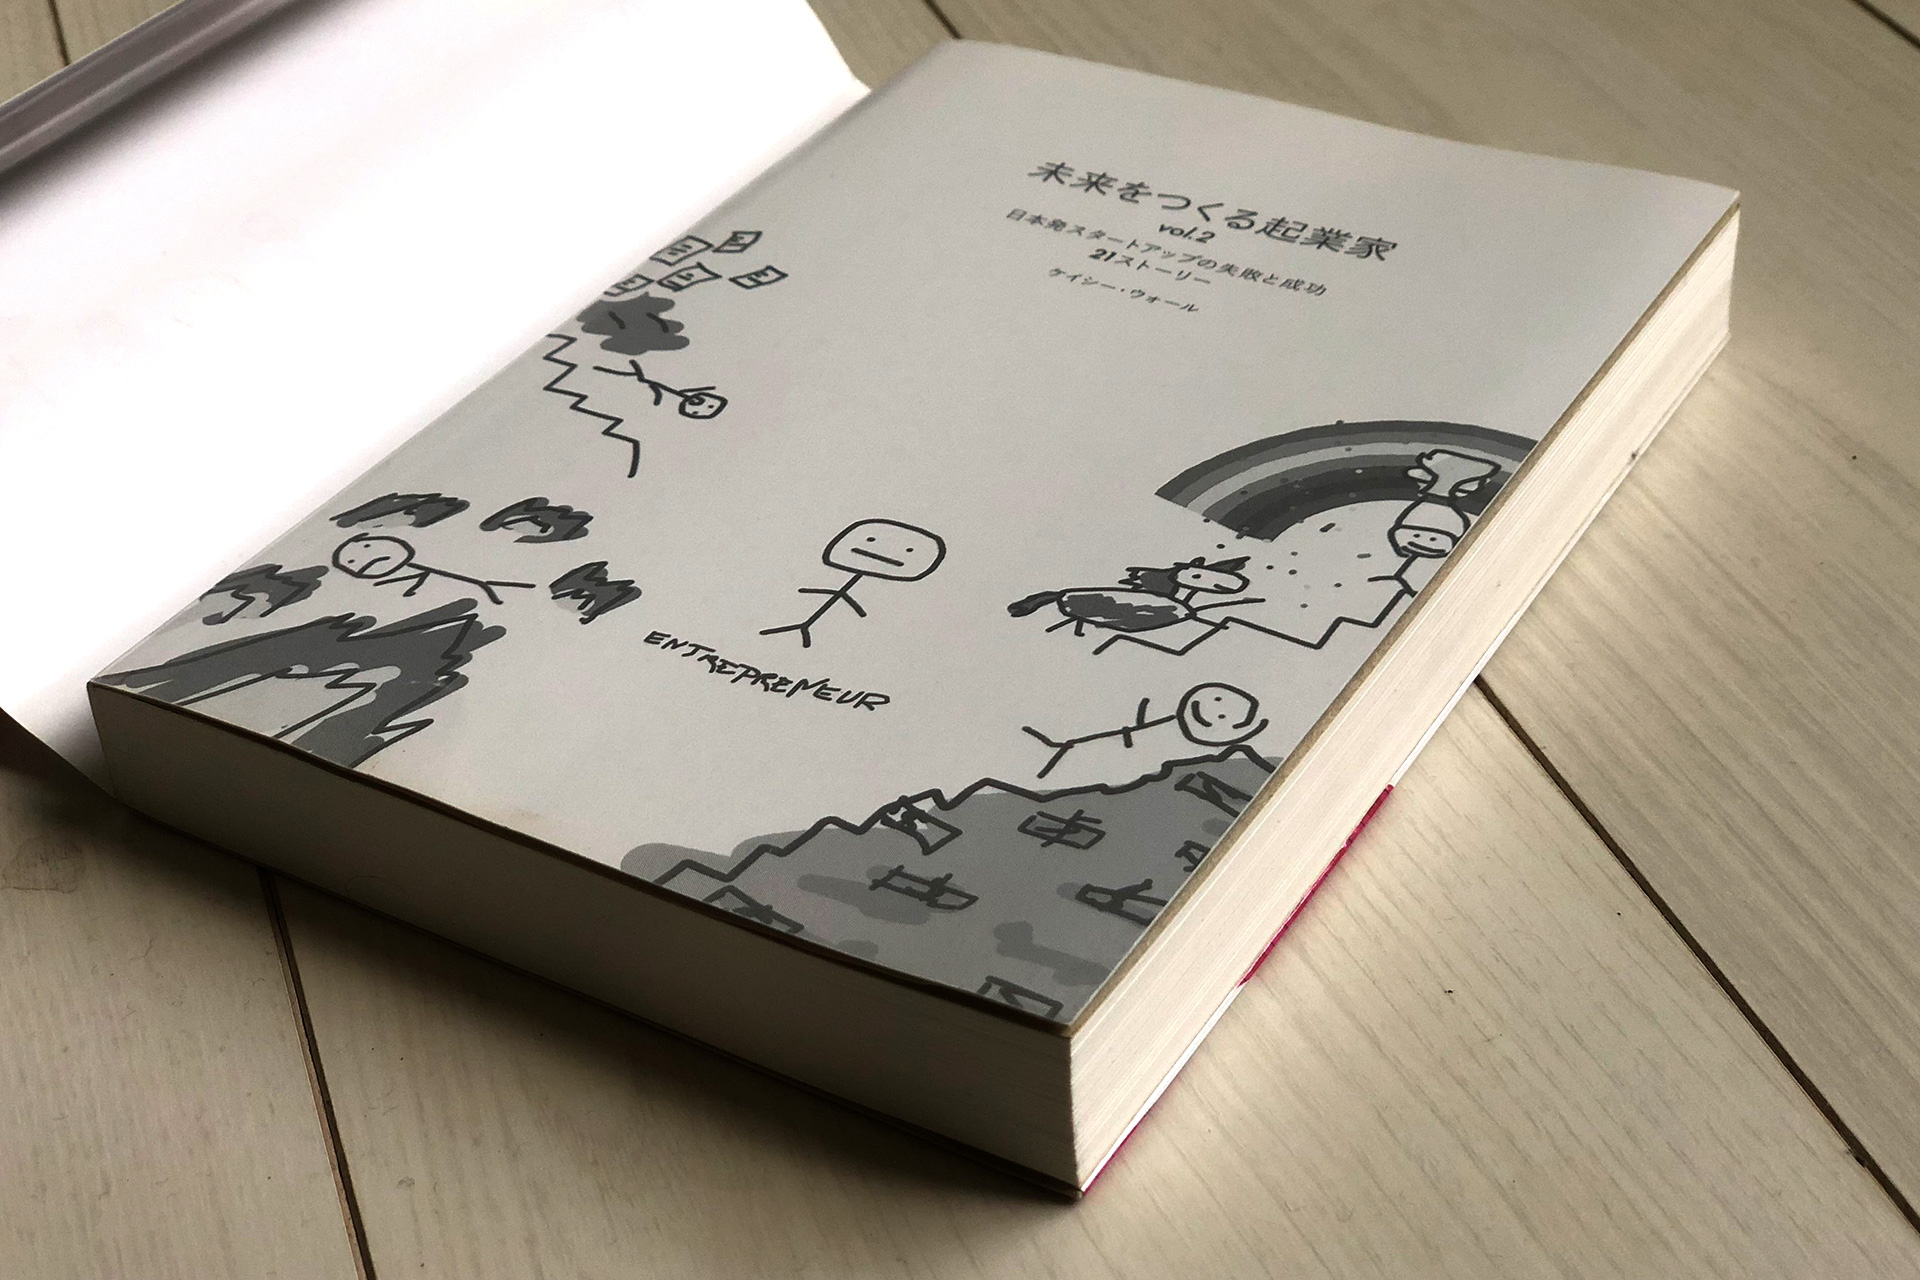 未来をつくる起業家
vol.2
日本発スタートアップの失敗と成功
21ストーリー
ケイシー・ウォール
ENTREPRENEUR